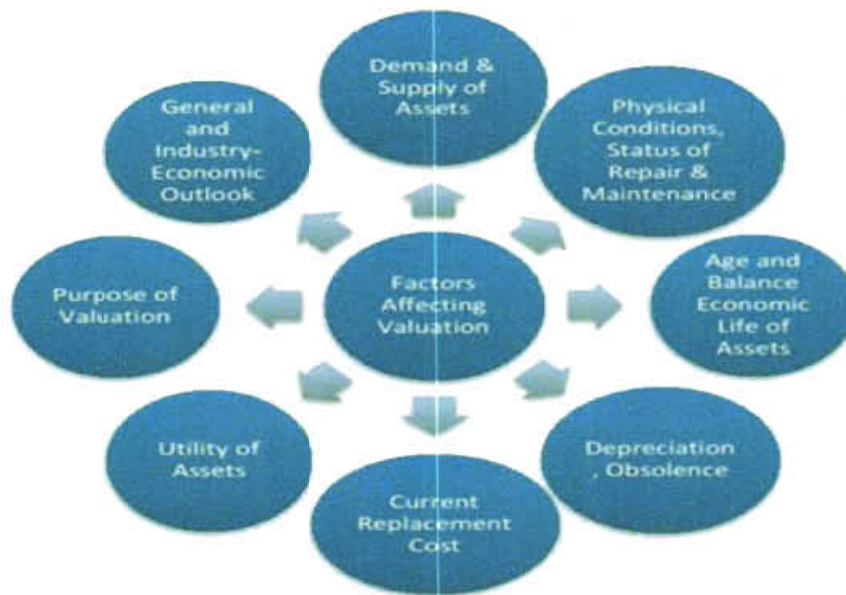 Demand &
Supply of
Assets
Physical
Conditions,
Status of
Repair &
Maintenance
Age and
Balance
Economic
Life of
Assets
Depreciation
, Obsolence
Current
Replacement
Cost
Utility of
Assets
Purpose of
Valuation
General
and
Industry-
Economic
Outlook
Factors
Affecting
Valuation